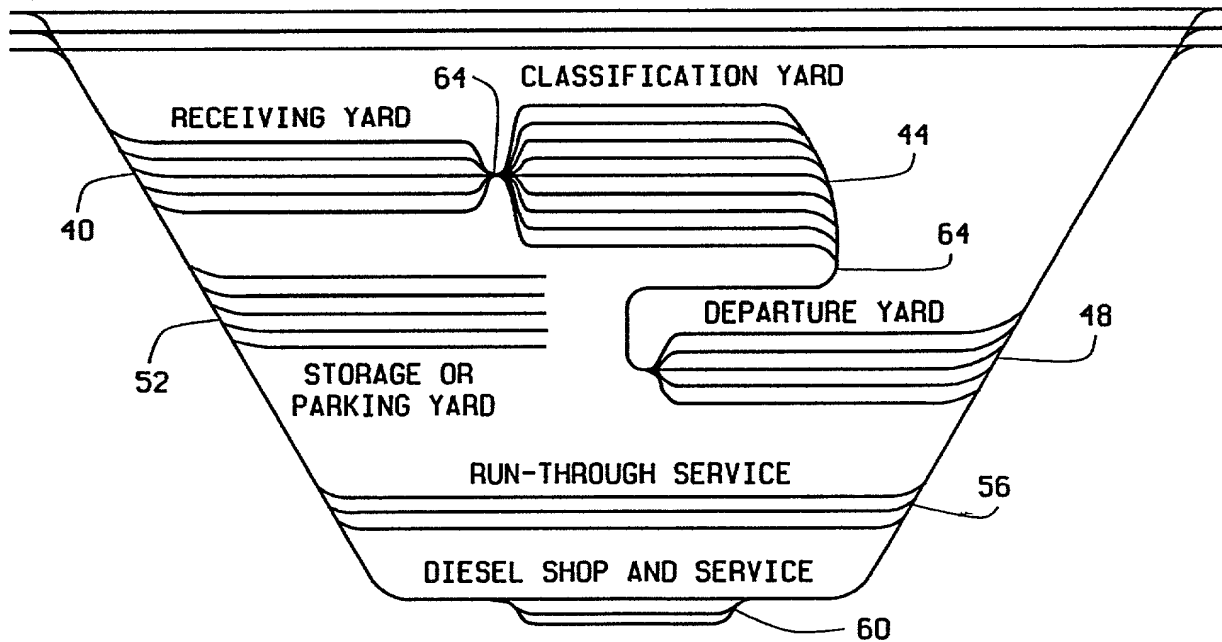 64
CLASSIFICATION YARD
RECEIVING YARD
44
40
64
DEPARTURE YARD
48
52
STORAGE OR
PARKING YARD
RUN-THROUGH SERVICE
56
DIESEL SHOP AND SERVICE
60